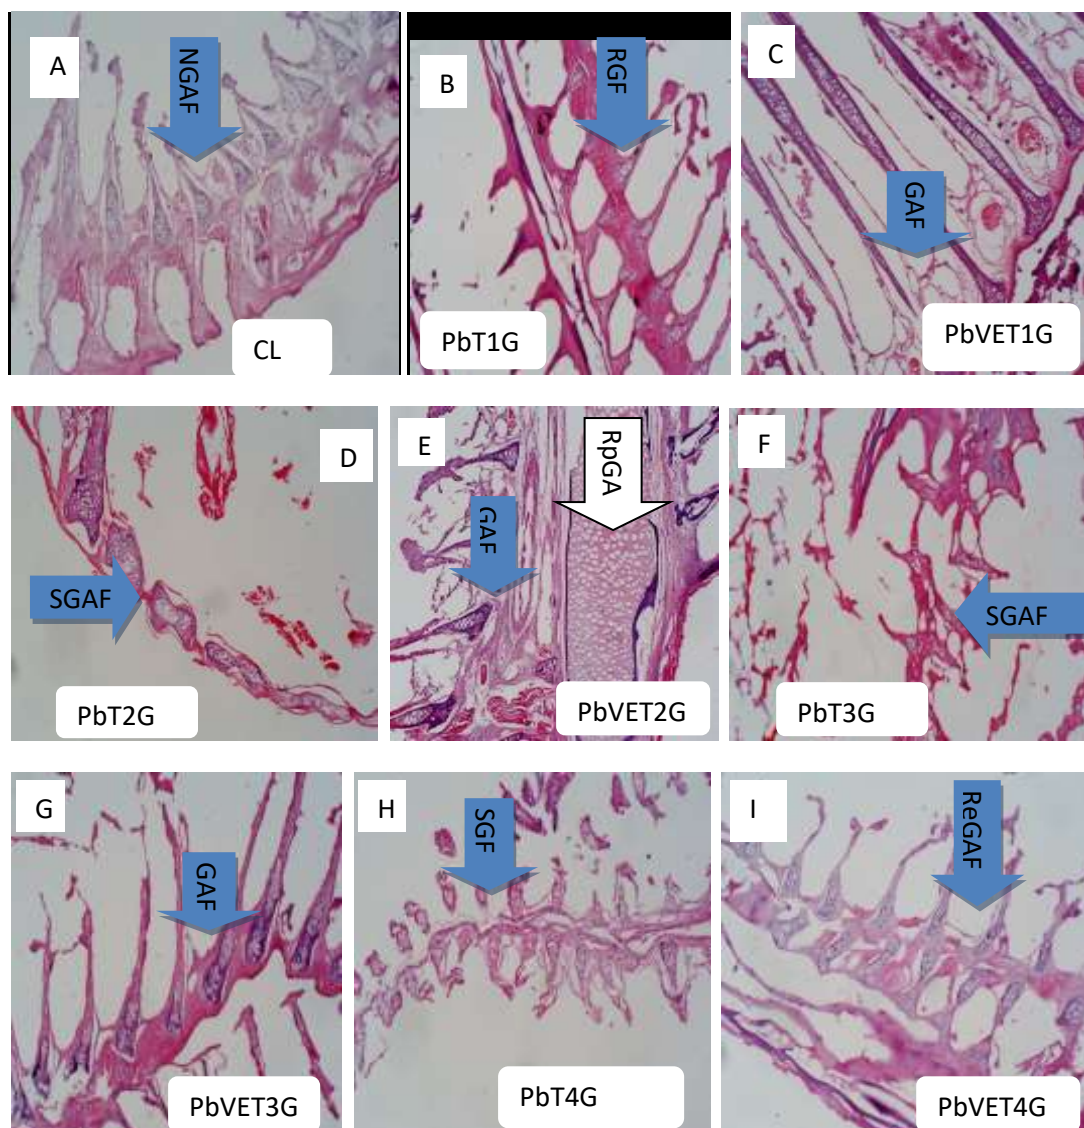 A
NGAF
CL
B
RGF
PbT1G
C
GAF
PbVET1G
D
SGAF
PbT2G
E
GAF
RpGA
PbVET2G
F
SGAF
PbT3G
G
GAF
PbVET3G
H
SGF
PbT4G
I
ReGAF
PbVET4G